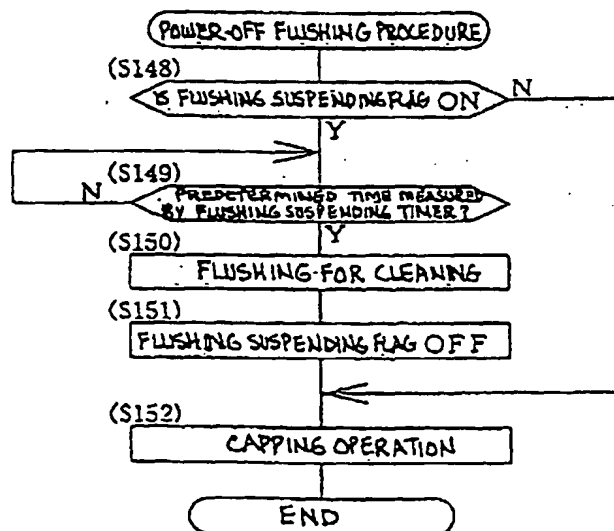 POWER-OFF FLUSHING PROCEDURE
(S148)
IS FLUSHING SUSPENDING FLAG ON
N
Y
(S149)
N
PREDETERMINED TIME MEASURED
BY FLUSHING SUSPENDING TIMER?
Y
(S150)
FLUSHING FOR CLEANING
(S151)
FLUSHING SUSPENDING FLAG OFF
(S152)
CAPPING OPERATION
END